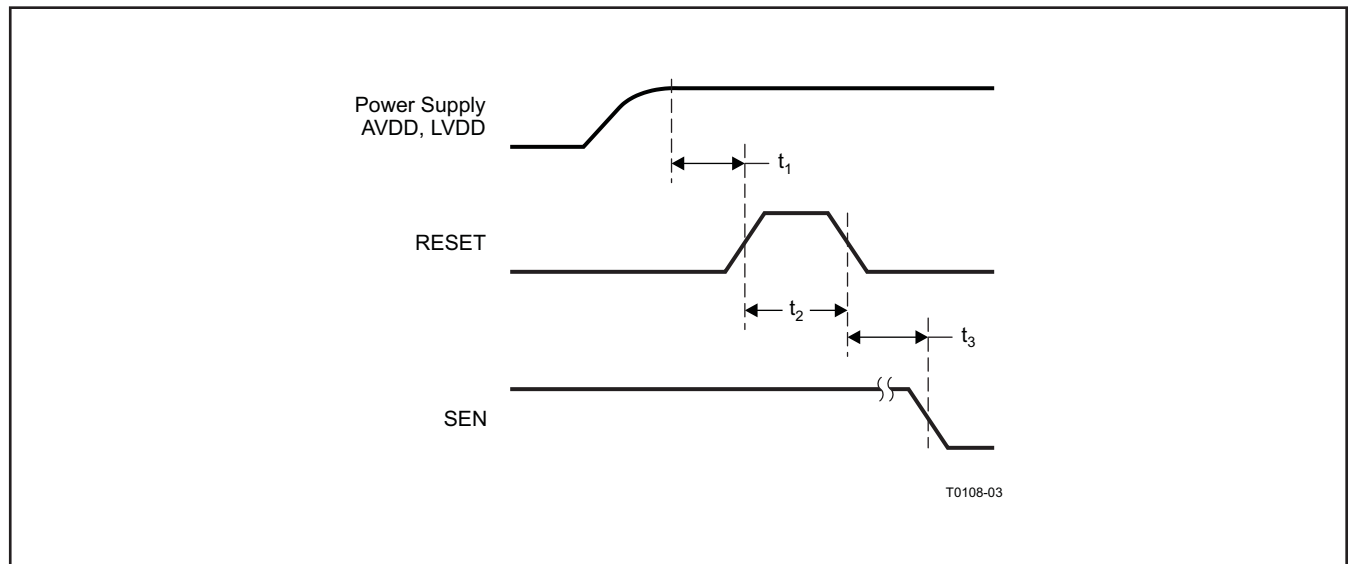 Power Supply
AVDD, LVDD
t1
RESET
t2
t3
SEN
T0108-03